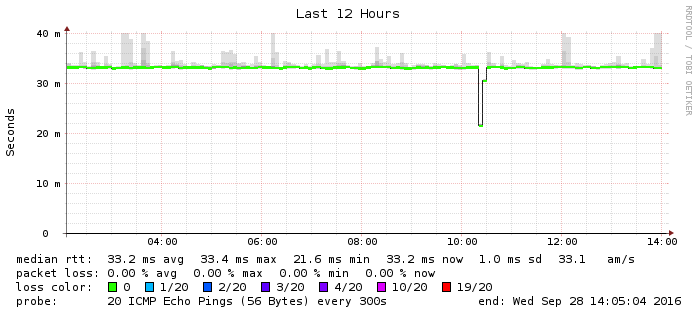 Last 12 Hours
RRDTOOL / TOBI OETIKER
Seconds
40 m
30 m
20 m
10 m
0
04:00 06:00 08:00 10:00 12:00 14:00
median rtt: 33.2 ms avg 33.4 ms max 21.6 ms min 33.2 ms now 1.0 ms sd 33.1 am/s
packet loss: 0.00 % avg 0.00 % max 0.00 % min 0.00 % now
loss color: 0 1/20 2/20 3/20 4/20 10/20 19/20
probe: 20 ICMP Echo Pings (56 Bytes) every 300s end: Wed Sep 28 14:05:04 2016